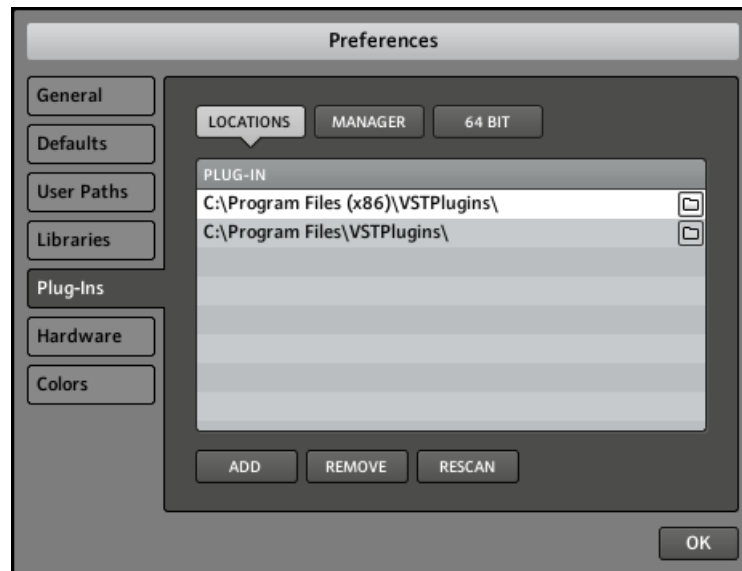 Preferences
General
Defaults
User Paths
Libraries
Plug-Ins
Hardware
Colors
LOCATIONS MANAGER 64 BIT
PLUG-IN
C:\Program Files (x86)\VSTPlugins\
C:\Program Files\VSTPlugins\
ADD REMOVE RESCAN
OK